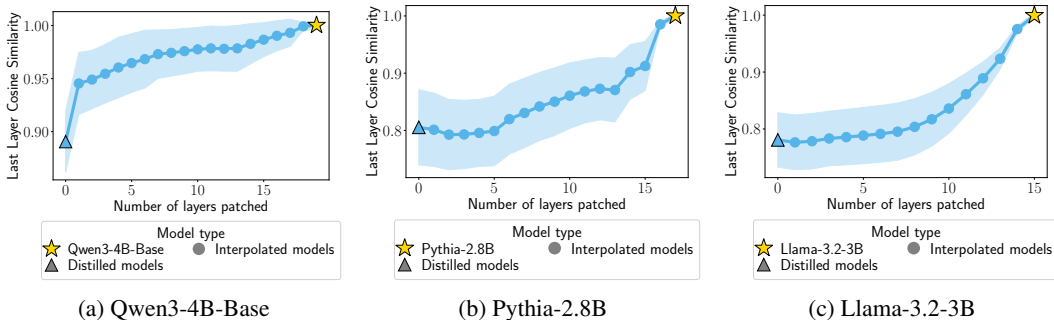 Last Layer Cosine Similarity
1.00
0.95
0.90
0 5 10 15
Number of layers patched
Model type
Qwen3-4B-Base Interpolated models
Distilled models
(a) Qwen3-4B-Base
Last Layer Cosine Similarity
1.0
0.9
0.8
0 5 10 15
Number of layers patched
Model type
Pythia-2.8B Interpolated models
Distilled models
(b) Pythia-2.8B
Last Layer Cosine Similarity
1.0
0.9
0.8
0 5 10 15
Number of layers patched
Model type
Llama-3.2-3B Interpolated models
Distilled models
(c) Llama-3.2-3B